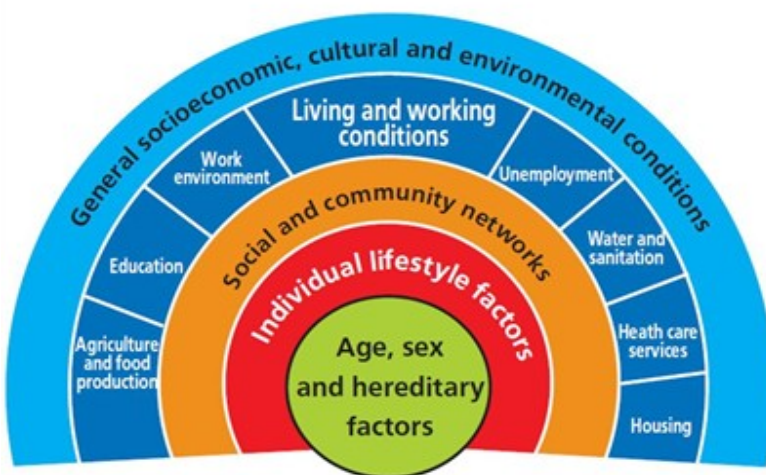 General socioeconomic, cultural and environmental conditions
Living and working
conditions
Work
environment
Unemployment
Education
Water and
sanitation
Agriculture
and food
production
Heath care
services
Housing
Social and community networks
Individual lifestyle factors
Age, sex
and hereditary
factors